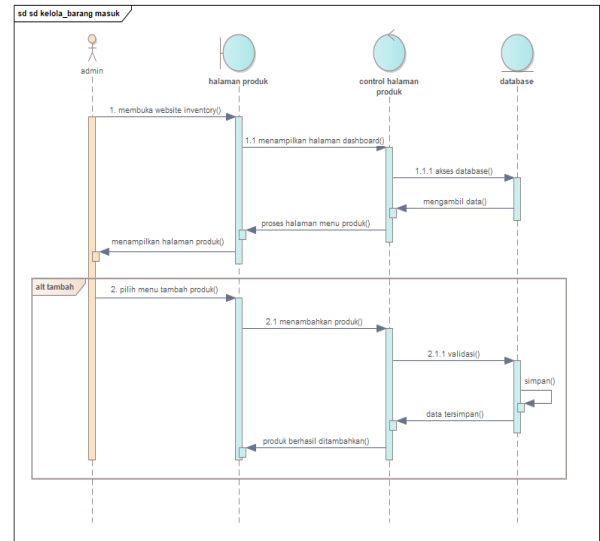 sd sd kelola_barang masuk
admin
halaman produk
control halaman
produk
database
1. membuka website inventory()
1.1 menampilkan halaman dashboard()
1.1.1 akses database()
mengambil data()
proses halaman menu produk()
menampilkan halaman produk()
alt tambah
2. pilih menu tambah produk()
2.1 menambahkan produk()
2.1.1 validasi()
simpan()
data tersimpan()
produk berhasil ditambahkan()